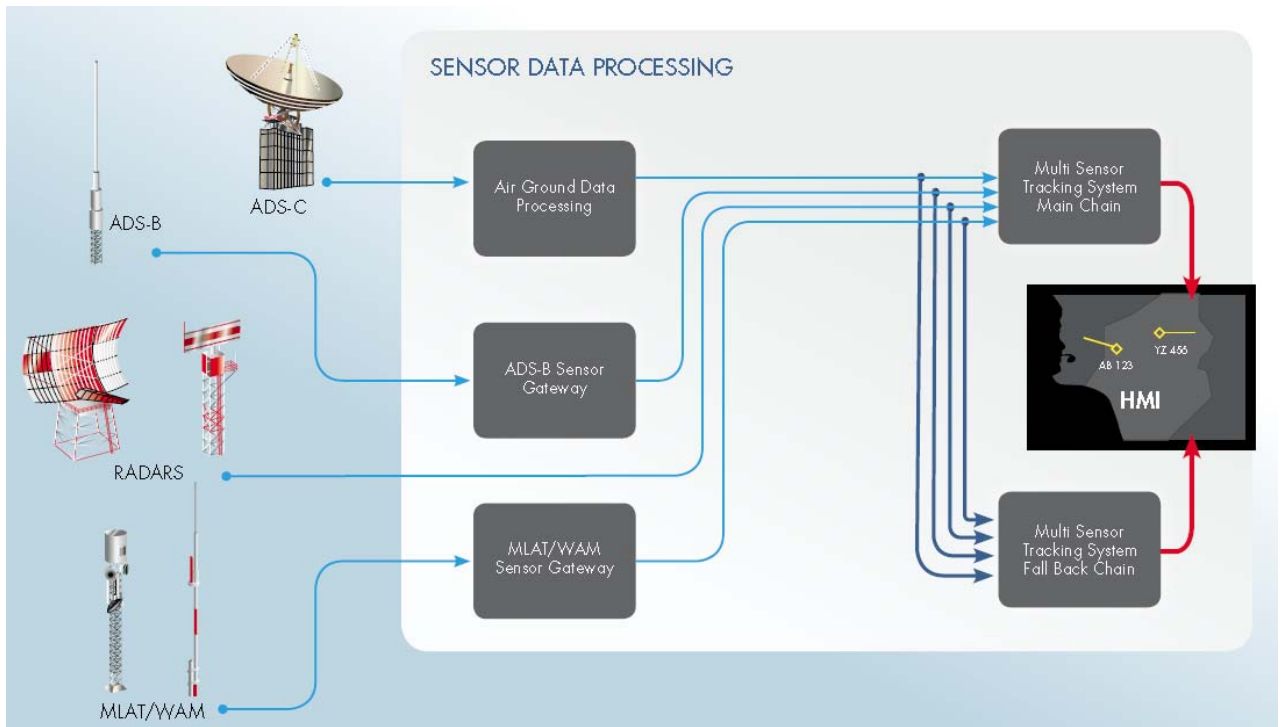 SENSOR DATA PROCESSING
ADS-B
ADS-C
RADARS
MLAT/WAM
Air Ground Data
Processing
ADS-B Sensor
Gateway
MLAT/WAM
Sensor Gateway
Multi Sensor
Tracking System
Main Chain
AB 123
YZ 456
HMI
Multi Sensor
Tracking System
Fall Back Chain